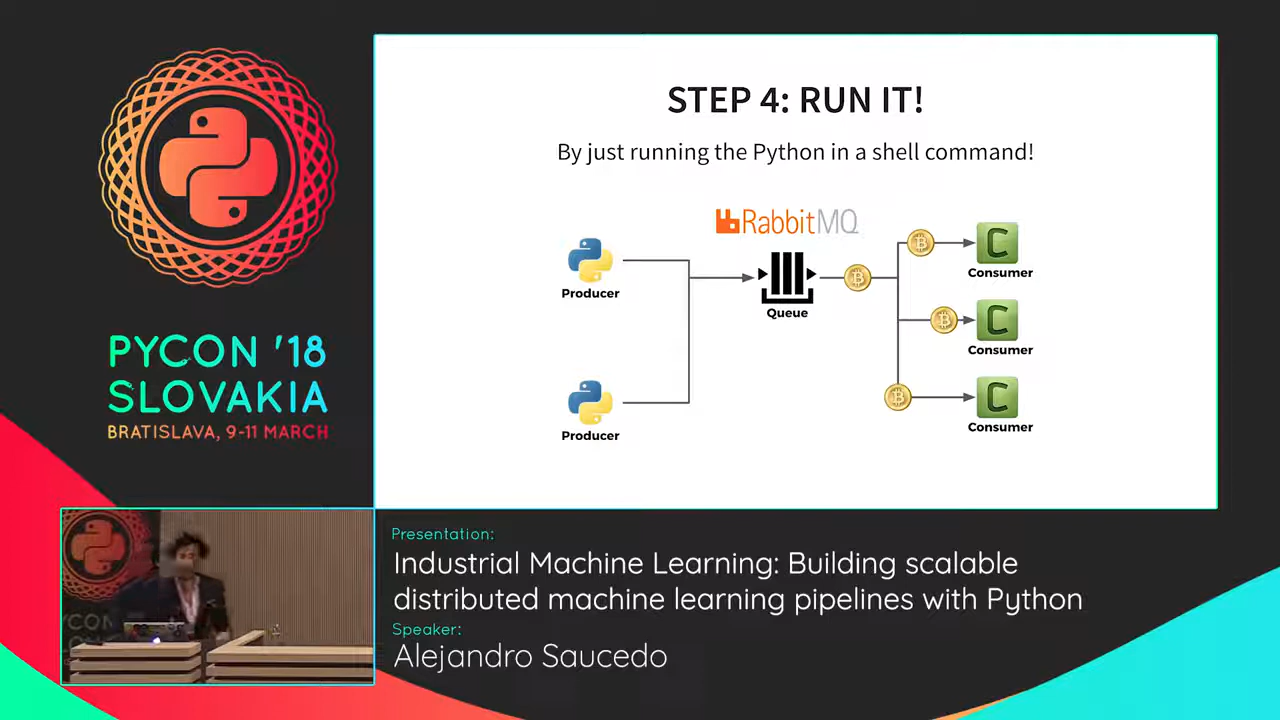 STEP 4: RUN IT!
By just running the Python in a shell command!
RabbitMQ
Producer
Queue
Producer
Consumer
Consumer
Consumer
PYCON '18
SLOVAKIA
BRATISLAVA, 9-11 MARCH
Presentation:
Industrial Machine Learning: Building scalable
distributed machine learning pipelines with Python
Speaker:
Alejandro Saucedo